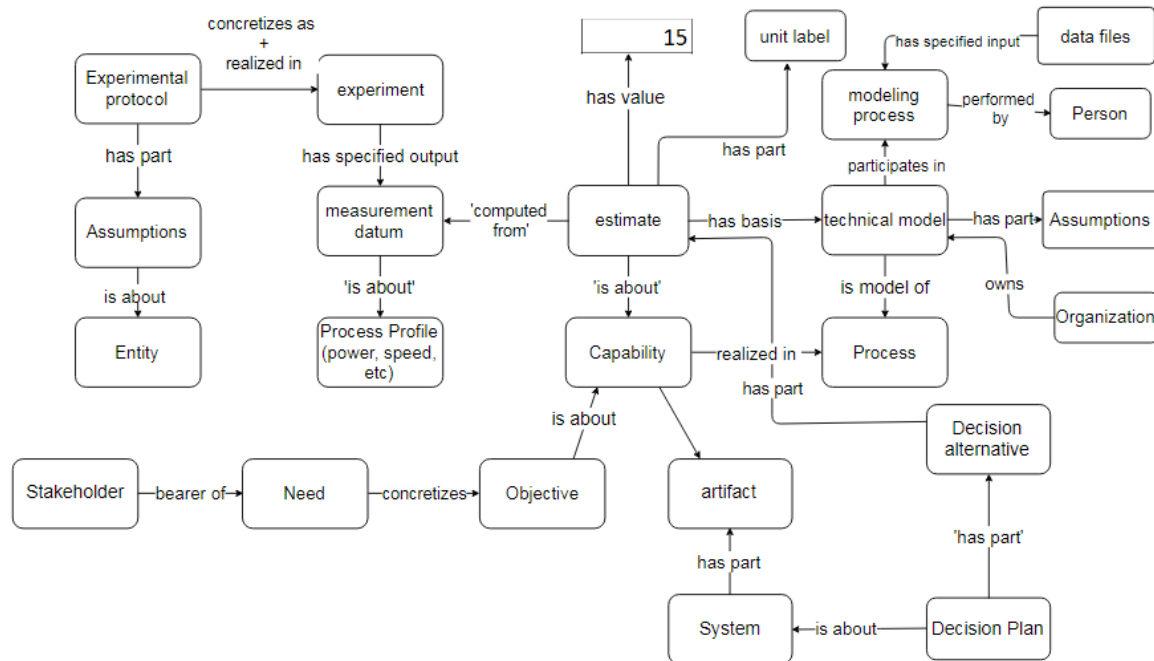 concretizes as
+
realized in
15
unit label
has specified input
data files
Experimental
protocol
experiment
has value
modeling
process
performed
by
Person
has part
has specified output
has part
participates in
Assumptions
measurement
datum
'computed
from'
estimate
has basis
technical model
has part
Assumptions
is about
'is about'
'is about'
is model of
owns
Entity
Process Profile
(power, speed,
etc)
Capability
realized in
Process
Organization
has part
is about
Decision
alternative
Stakeholder
bearer of
Need
concretizes
Objective
artifact
has part
'has part'
System
is about
Decision Plan